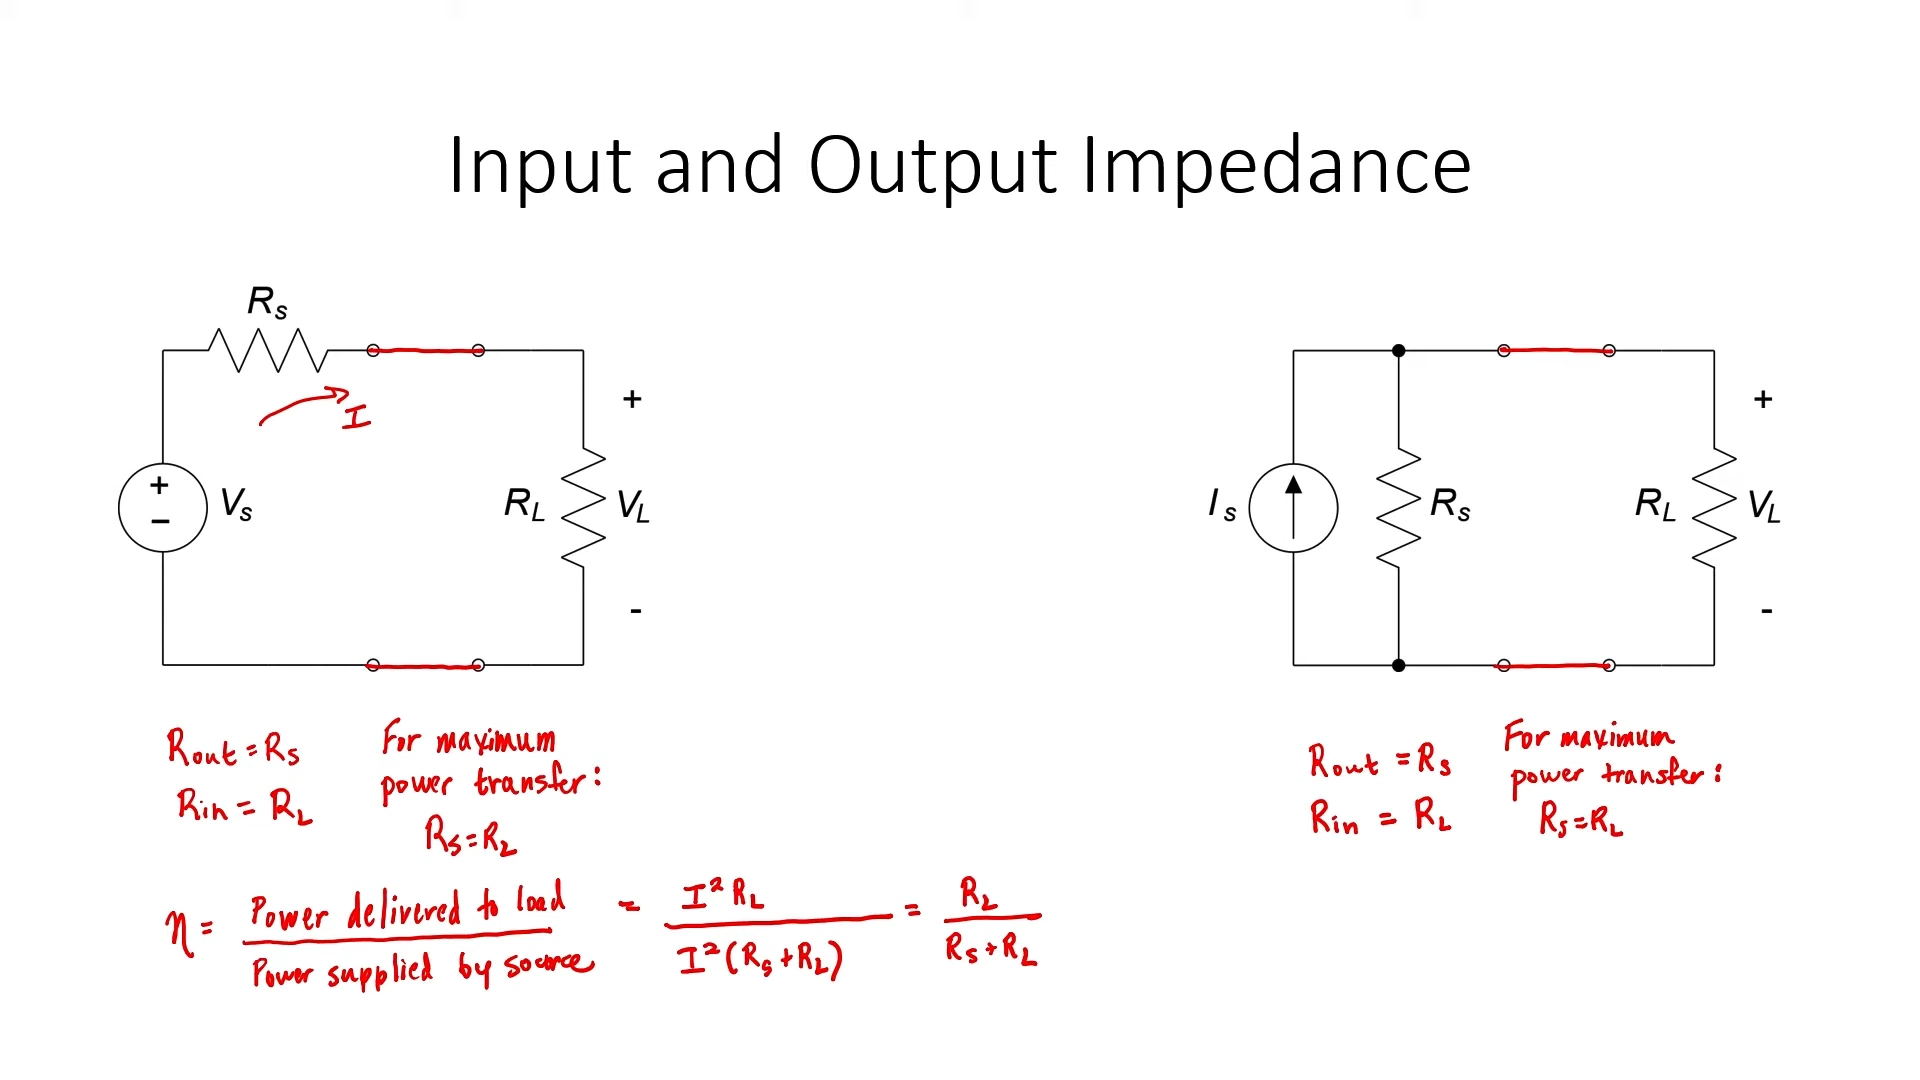 Input and Output Impedance
Rs
I
+
−
Vs
RL
+
VL
-
Is
Rs
RL
+
VL
-
Rout = Rs
Rin = RL
For maximum
power transfer:
Rs = RL
η = Power delivered to load / Power supplied by source = I² RL / I² (Rs + RL) = RL / Rs + RL
Rout = Rs
Rin = RL
For maximum
power transfer:
Rs = RL